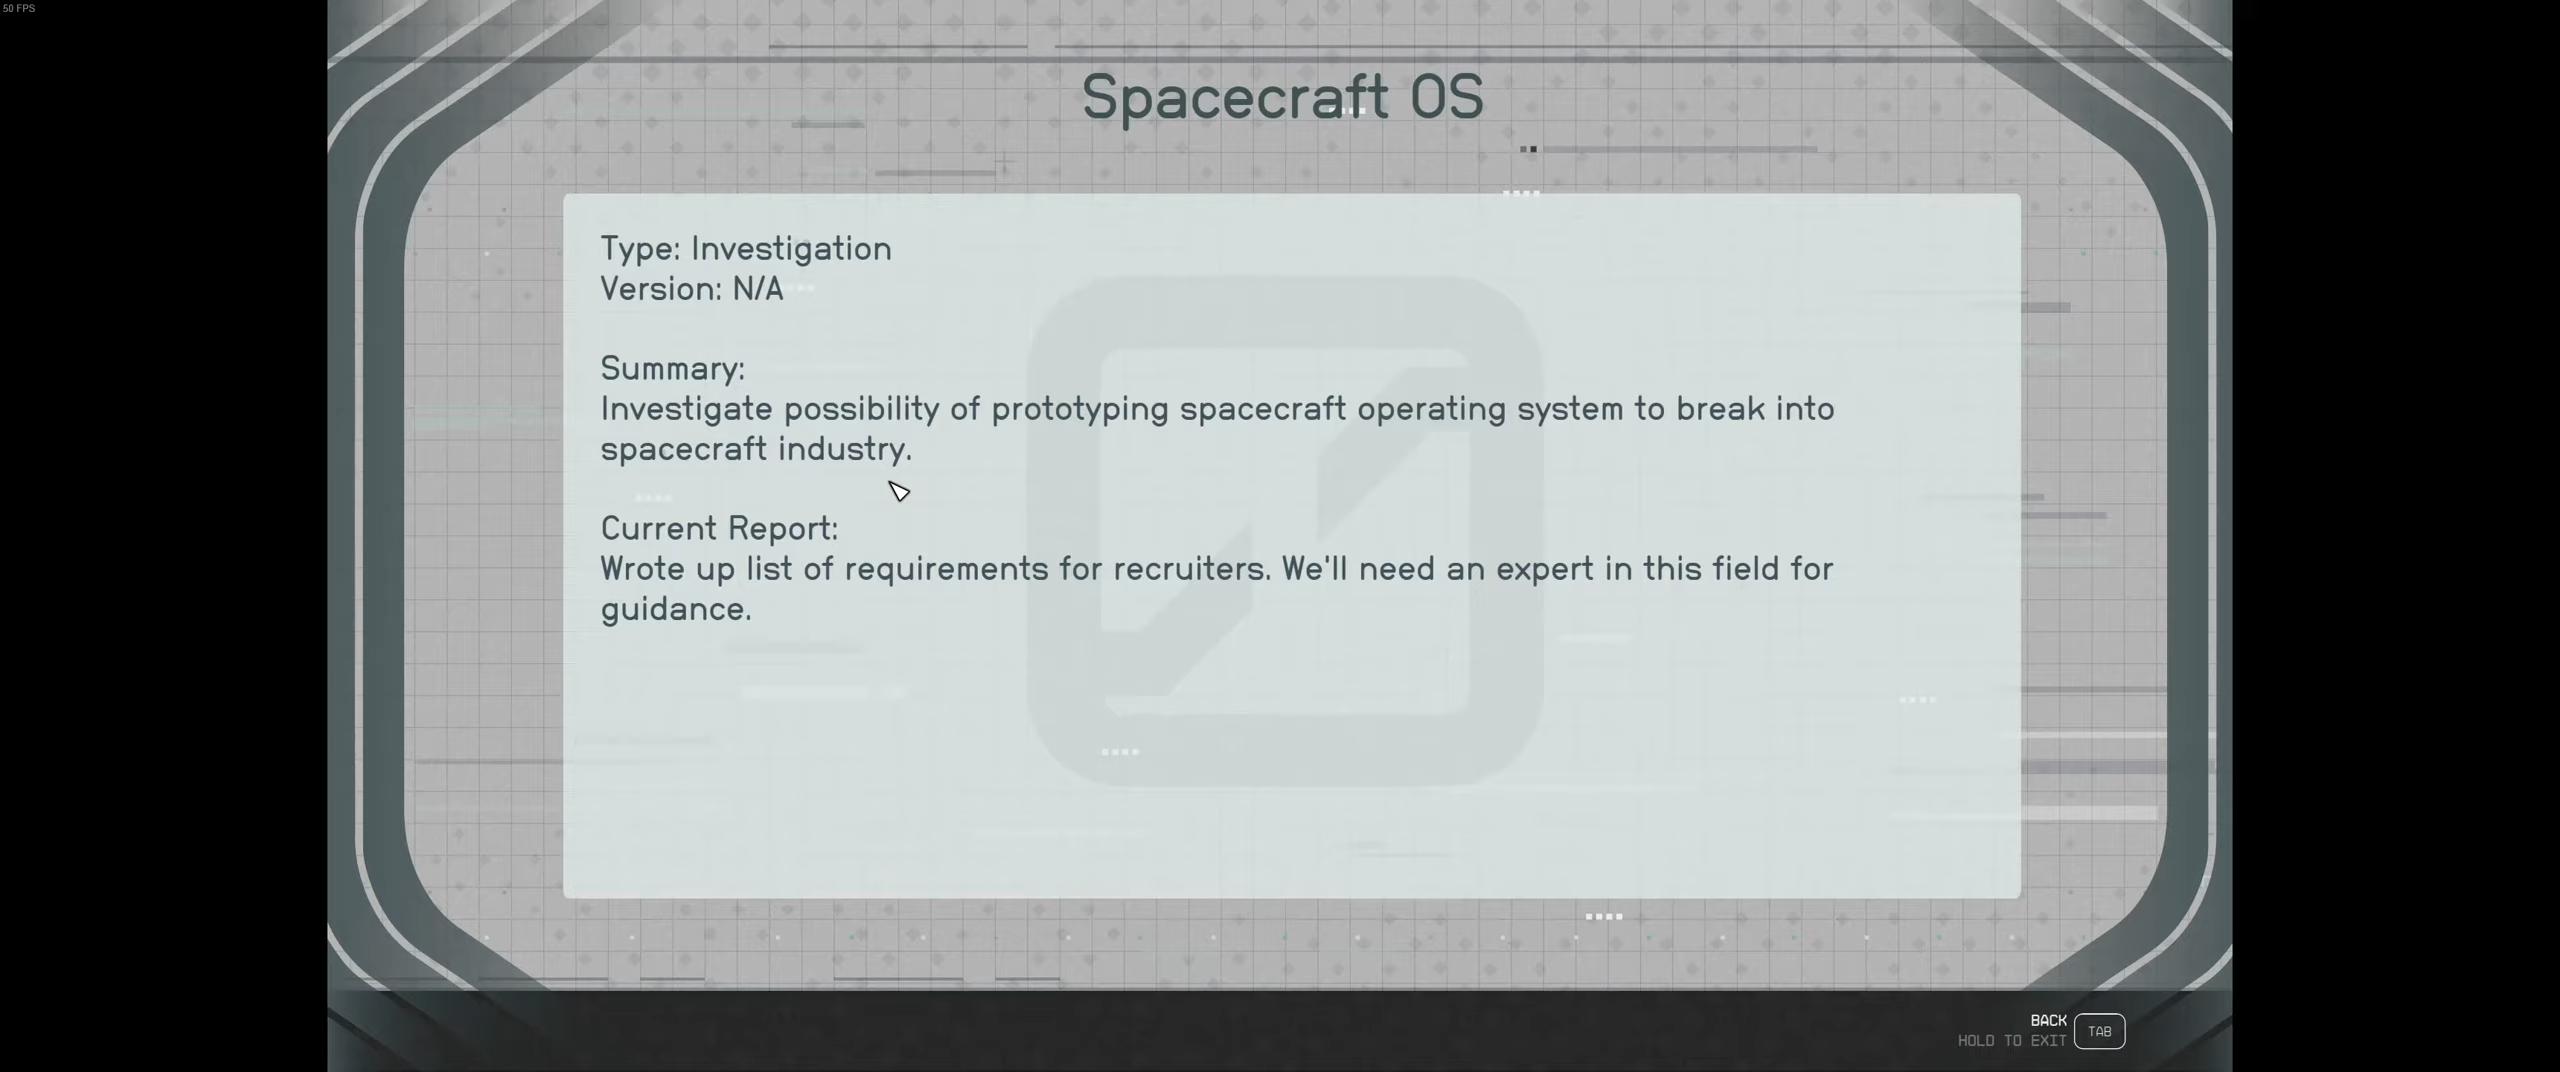 50 FPS
Spacecraft OS
Type: Investigation
Version: N/A
Summary:
Investigate possibility of prototyping spacecraft operating system to break into
spacecraft industry.
Current Report:
Wrote up list of requirements for recruiters. We'll need an expert in this field for
guidance.
BACK
HOLD TO EXIT
TAB